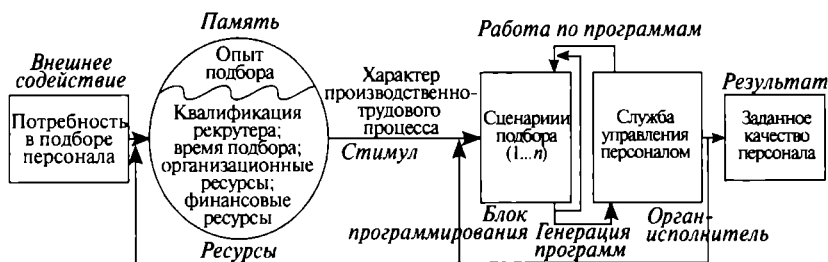 Внешнее
содействие
Потребность
в подборе
персонала
Память
Опыт
подбора
Квалификация
рекрутера;
время подбора;
организационные
ресурсы;
финансовые
ресурсы
Ресурсы
Характер
производственно-
трудового
процесса
Стимул
Работа по программам
Сценариии
подбора
(1...n)
Блок
программирования
Генерация
программ
Служба
управления
персоналом
Орган-
исполнитель
Результат
Заданное
качество
персонала